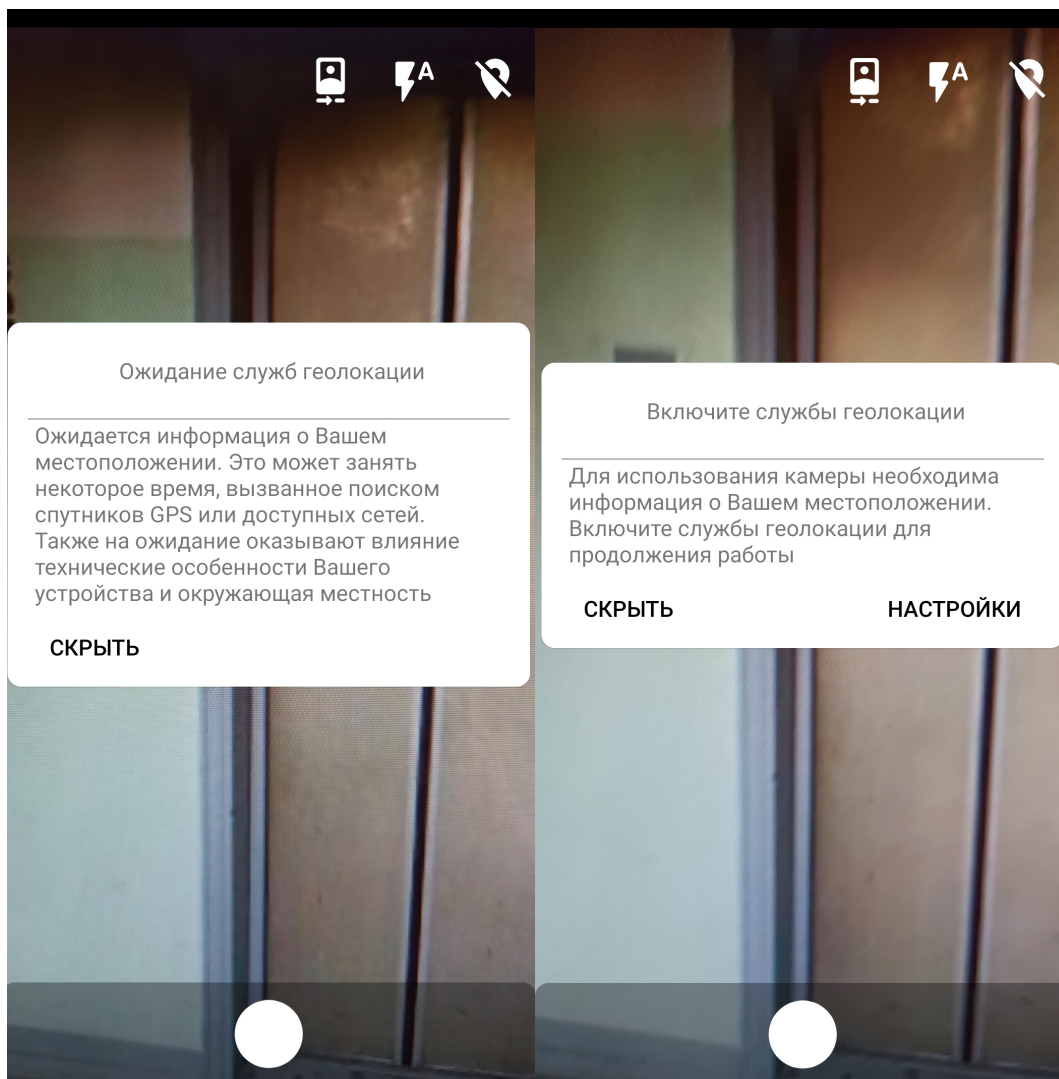 A
Ожидание служб геолокации
Ожидается информация о Вашем
местоположении. Это может занять
некоторое время, вызванное поиском
спутников GPS или доступных сетей.
Также на ожидание оказывают влияние
технические особенности Вашего
устройства и окружающая местность
СКРЫТЬ
A
Включите службы геолокации
Для использования камеры необходима
информация о Вашем местоположении.
Включите службы геолокации для
продолжения работы
СКРЫТЬ НАСТРОЙКИ